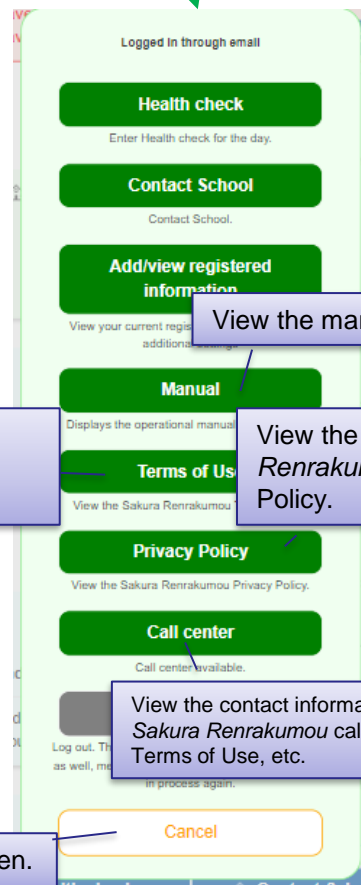 Logged in through email
Health check
Enter Health check for the day.
Contact School
Contact School.
Add/view registered
information
View your current regis
additional settings
View the mar
Manual
Displays the operational manual
View the
Renraku
Policy.
Terms of Us
View the Sakura Renrakumou
Privacy Policy
View the Sakura Renrakumou Privacy Policy.
Call center
Call center available.
View the contact informa
Sakura Renrakumou cal
Terms of Use, etc.
Log out. Th
as well, me
in process again.
Cancel
en.